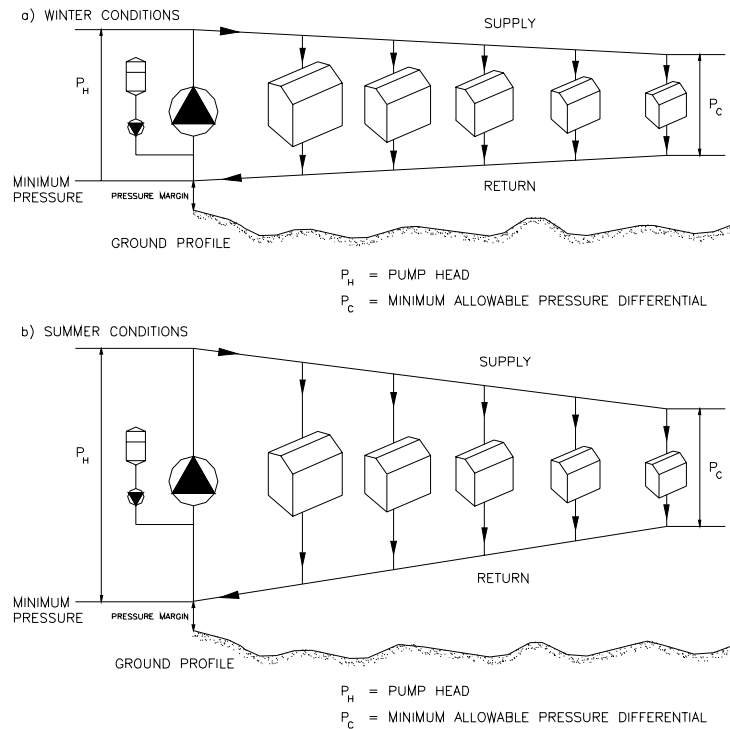 a) WINTER CONDITIONS
SUPPLY
P_H
P_C
MINIMUM
PRESSURE
PRESSURE MARGIN
RETURN
GROUND PROFILE
P_H = PUMP HEAD
P_C = MINIMUM ALLOWABLE PRESSURE DIFFERENTIAL
b) SUMMER CONDITIONS
SUPPLY
P_H
P_C
RETURN
MINIMUM
PRESSURE
PRESSURE MARGIN
GROUND PROFILE
P_H = PUMP HEAD
P_C = MINIMUM ALLOWABLE PRESSURE DIFFERENTIAL